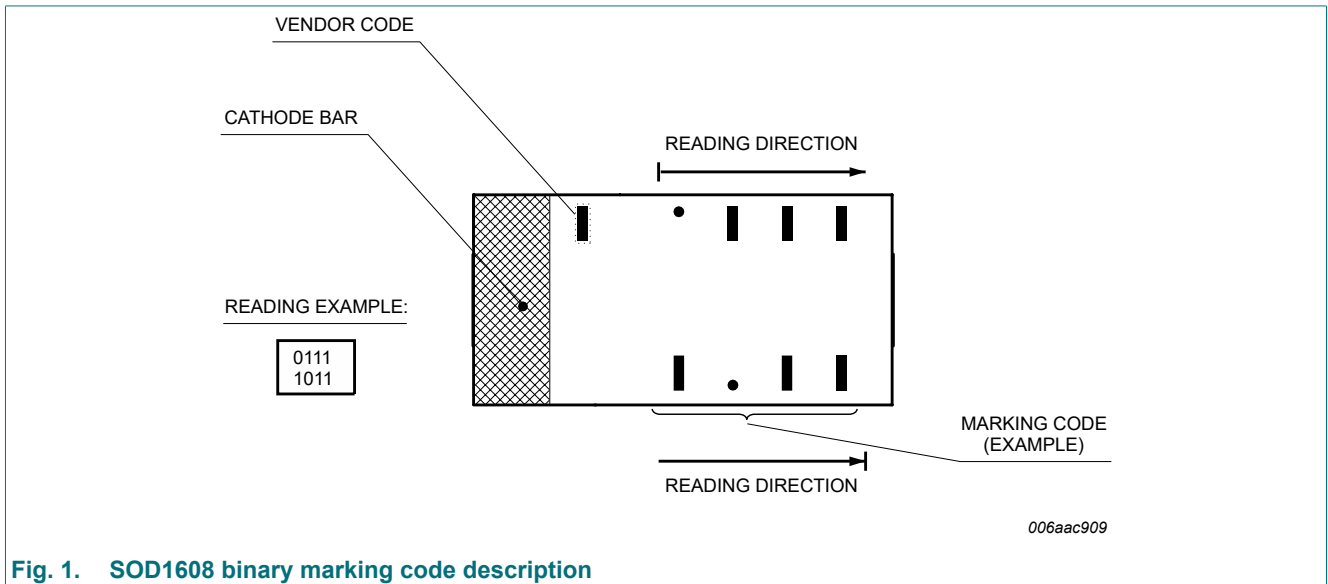 VENDOR CODE
CATHODE BAR
READING DIRECTION
READING EXAMPLE:
0111
1011
MARKING CODE
(EXAMPLE)
READING DIRECTION
006aac909
Fig. 1. SOD1608 binary marking code description